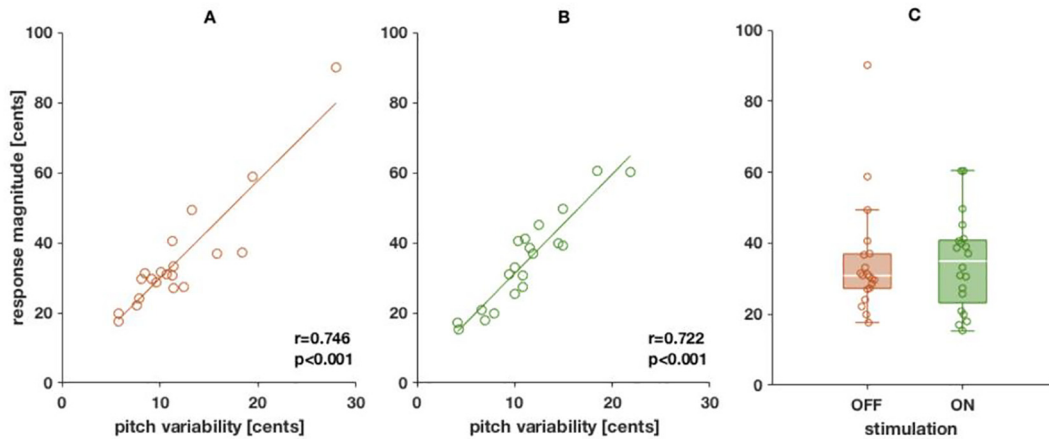 A
B
C
100
80
60
40
20
0
response magnitude [cents]
r=0.746
p<0.001
0
10
20
30
pitch variability [cents]
100
80
60
40
20
0
r=0.722
p<0.001
0
10
20
30
pitch variability [cents]
100
80
60
40
20
0
OFF
ON
stimulation